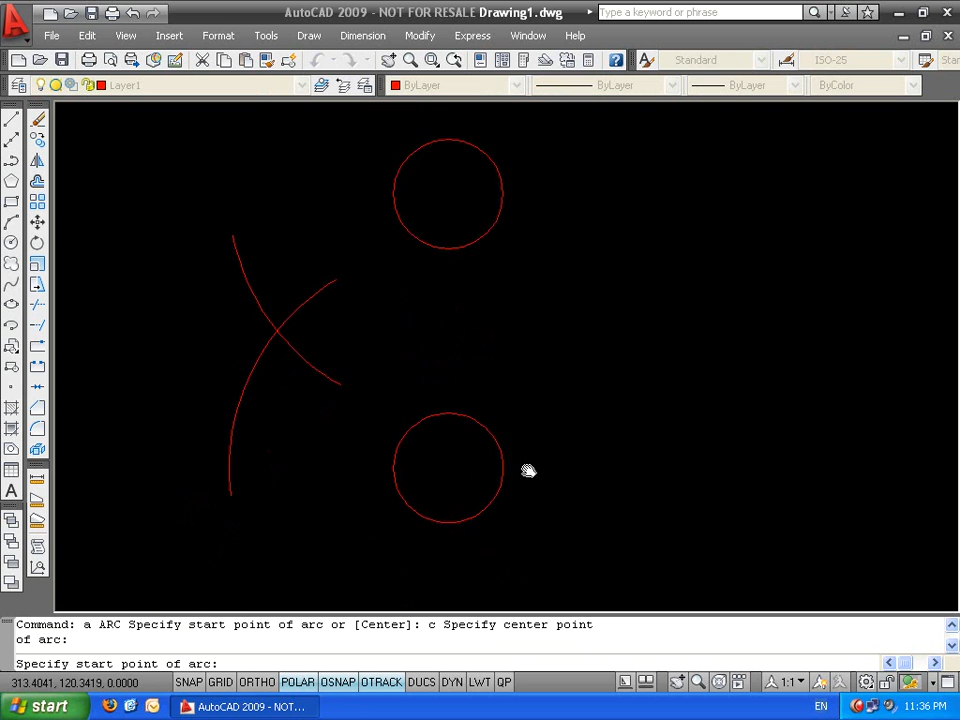 AutoCAD 2009 - NOT FOR RESALE Drawing1.dwg
Type a keyword or phrase
File Edit View Insert Format Tools Draw Dimension Modify Express Window Help
Standard ISO-25 Star
Layer1 ByLayer ByLayer ByLayer ByColor
A
Command: a ARC Specify start point of arc or [Center]: c Specify center point
of arc:
Specify start point of arc:
313.4041, 120.3419, 0.0000 SNAP GRID ORTHO POLAR OSNAP OTRACK DUCS DYN LWT QP 1:1
start AutoCAD 2009 - NOT... EN 11:36 PM